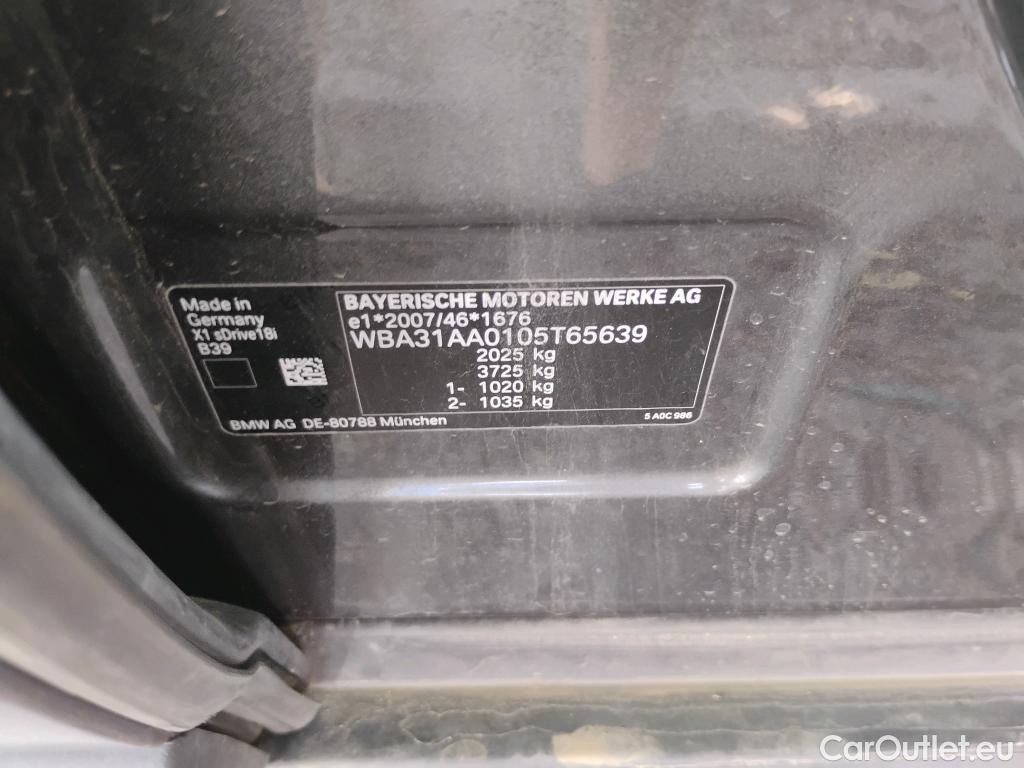 Made in
Germany
X1 sDrive18i
B39
BAYERISCHE MOTOREN WERKE AG
e1*2007/46*1676
WBA31AA0105T65639
2025 kg
3725 kg
1- 1020 kg
2- 1035 kg
BMW AG DE-80788 München
5 A0C 986
CarOutlet.eu